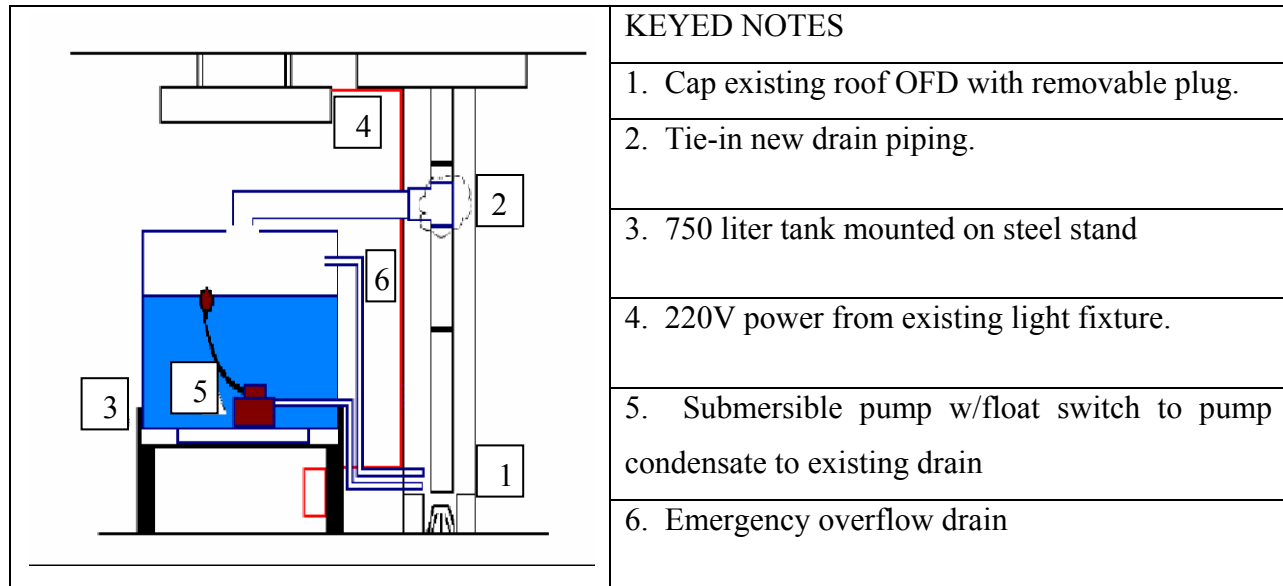 4
2
6
5
3
1
KEYED NOTES
1. Cap existing roof OFD with removable plug.
2. Tie-in new drain piping.
3. 750 liter tank mounted on steel stand
4. 220V power from existing light fixture.
5. Submersible pump w/float switch to pump
condensate to existing drain
6. Emergency overflow drain